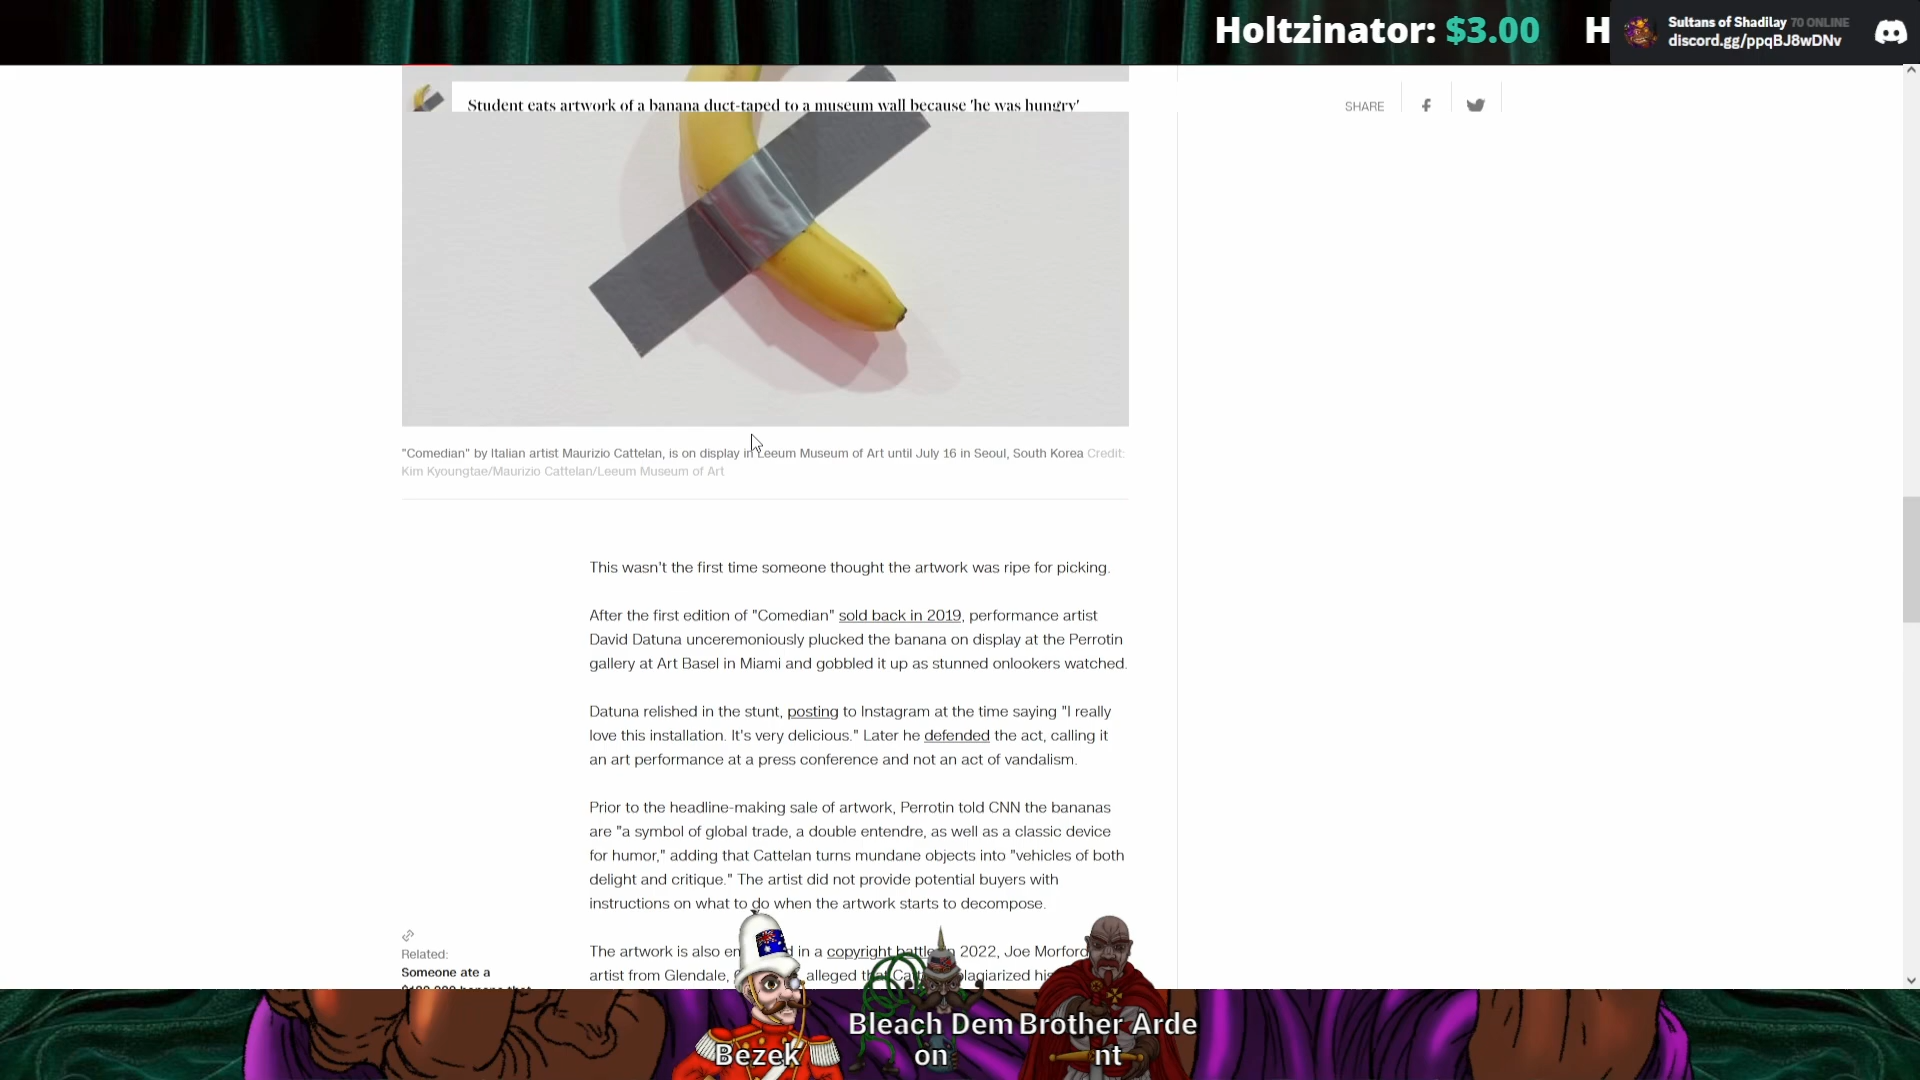 Holtzinator: $3.00 H
Sultans of Shadilay 70 ONLINE
discord.gg/ppqBJ8wDNv
Student eats artwork of a banana duct-taped to a museum wall because 'he was hungry'
SHARE
"Comedian" by Italian artist Maurizio Cattelan, is on display in Leeum Museum of Art until July 16 in Seoul, South Korea Credit:
Kim Kyoungtae/Maurizio Cattelan/Leeum Museum of Art
This wasn't the first time someone thought the artwork was ripe for picking.
After the first edition of "Comedian" sold back in 2019, performance artist
David Datuna unceremoniously plucked the banana on display at the Perrotin
gallery at Art Basel in Miami and gobbled it up as stunned onlookers watched.
Datuna relished in the stunt, posting to Instagram at the time saying "I really
love this installation. It's very delicious." Later he defended the act, calling it
an art performance at a press conference and not an act of vandalism.
Prior to the headline-making sale of artwork, Perrotin told CNN the bananas
are "a symbol of global trade, a double entendre, as well as a classic device
for humor," adding that Cattelan turns mundane objects into "vehicles of both
delight and critique." The artist did not provide potential buyers with
instructions on what to do when the artwork starts to decompose.
Related:
Someone ate a
The artwork is also in a copyright battle 2022, Joe Morford
artist from Glendale, alleged
Bezek
Bleach Dem
on
Brother Arde
nt